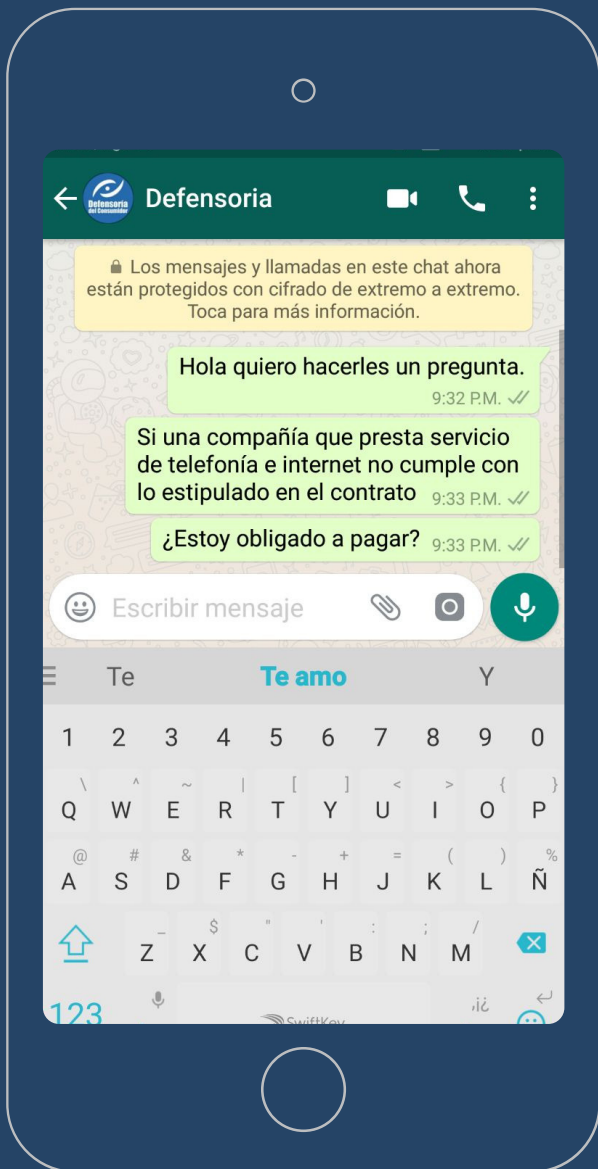 Defensoria
del Consumidor
Defensoria
Los mensajes y llamadas en este chat ahora
están protegidos con cifrado de extremo a extremo.
Toca para más información.
Hola quiero hacerles un pregunta.
9:32 P.M.
Si una compañía que presta servicio
de telefonía e internet no cumple con
lo estipulado en el contrato 9:33 P.M.
¿Estoy obligado a pagar? 9:33 P.M.
Escribir mensaje
Te Te amo Y
1 2 3 4 5 6 7 8 9 0
\ ^ ~ | [ ] < > { }
Q W E R T Y U I O P
@ # & * - + = ( ) %
A S D F G H J K L Ñ
_ $ " ' : ; /
Z X C V B N M
123 SwiftKey ,¡¿